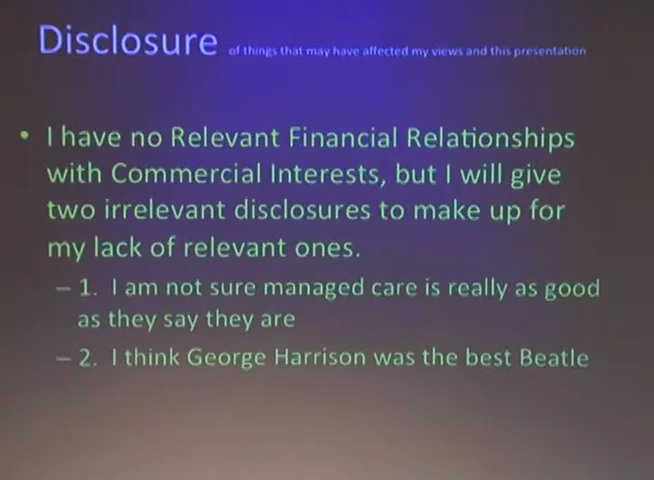 Disclosure of things that may have affected my views and this presentation
• I have no Relevant Financial Relationships
with Commercial Interests, but I will give
two irrelevant disclosures to make up for
my lack of relevant ones.
– 1. I am not sure managed care is really as good
as they say they are
– 2. I think George Harrison was the best Beatle